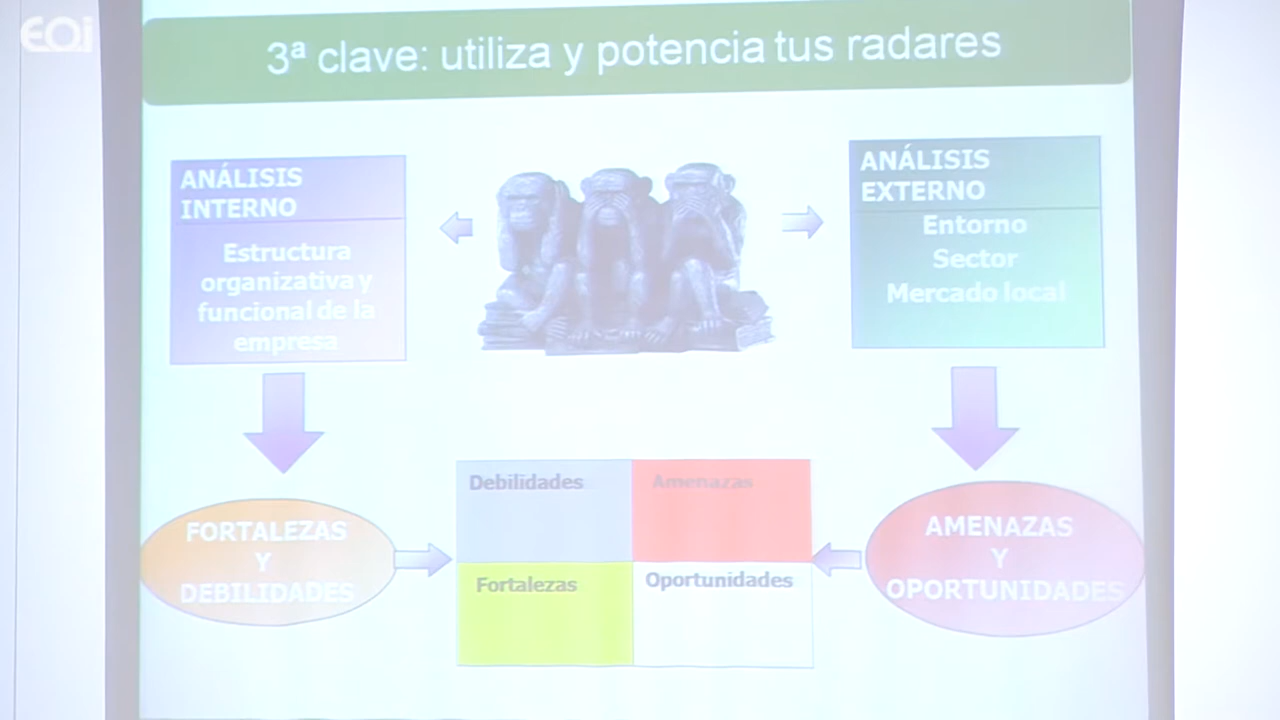 EOi
3ª clave: utiliza y potencia tus radares
ANÁLISIS
INTERNO
Estructura
organizativa y
funcional de la
empresa
ANÁLISIS
EXTERNO
Entorno
Sector
Mercado local
FORTALEZAS
Y
DEBILIDADES
Debilidades
Amenazas
Fortalezas
Oportunidades
AMENAZAS
Y
OPORTUNIDADES